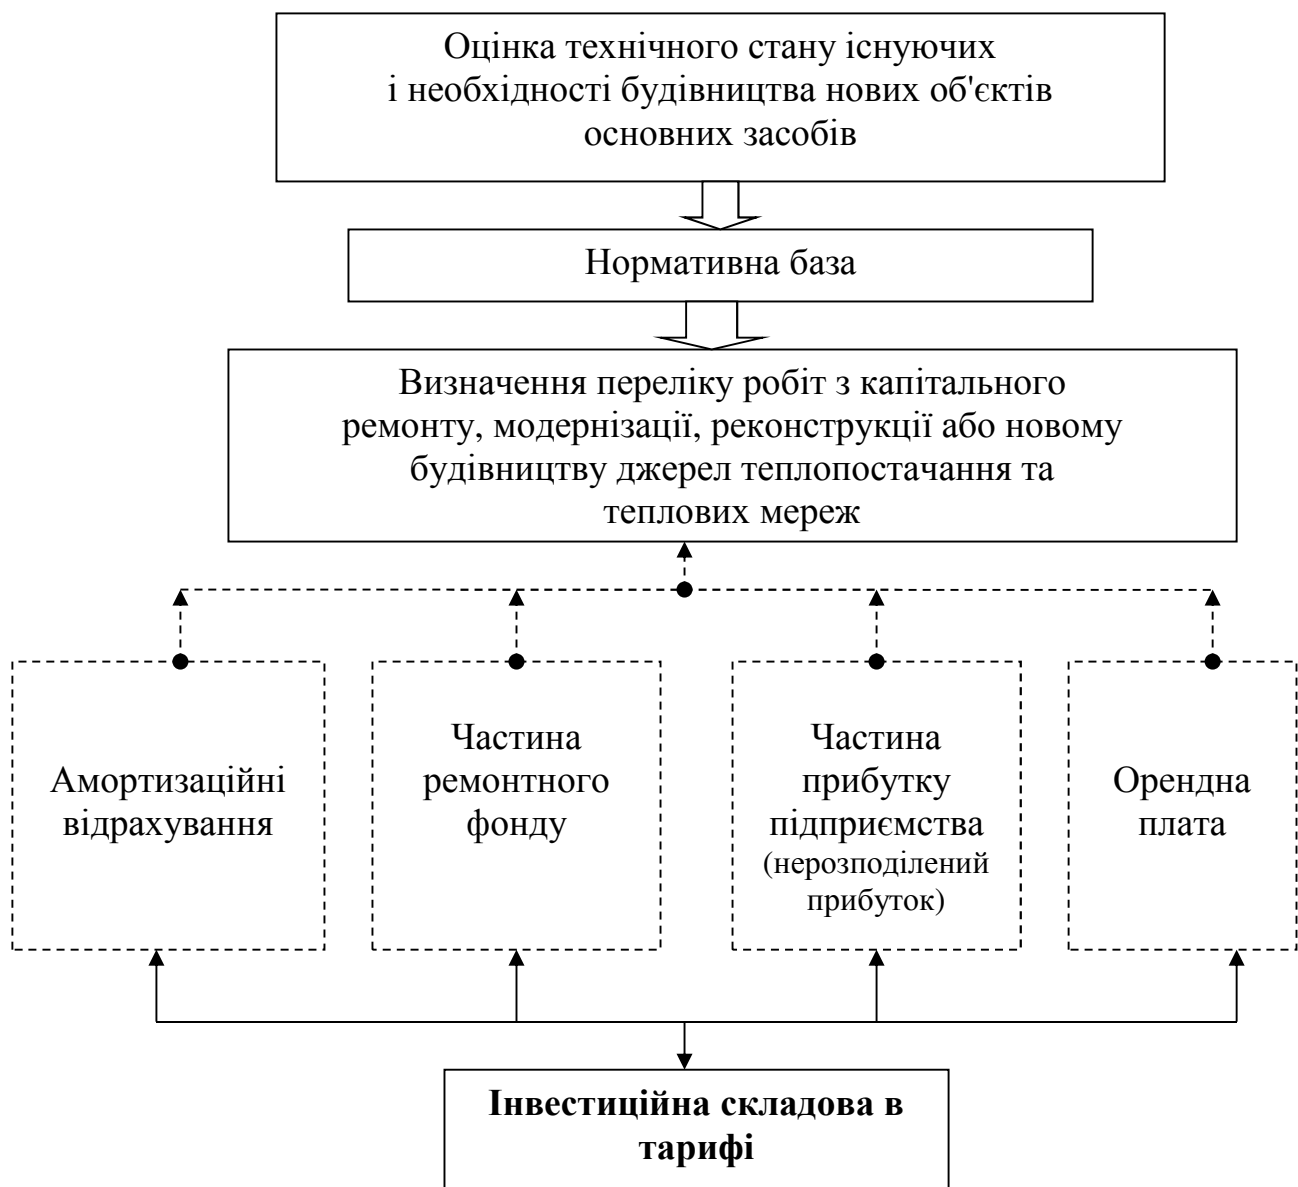 Оцінка технічного стану існуючих
і необхідності будівництва нових об'єктів
основних засобів
Нормативна база
Визначення переліку робіт з капітального
ремонту, модернізації, реконструкції або новому
будівництву джерел теплопостачання та
теплових мереж
Амортизаційні
відрахування
Частина
ремонтного
фонду
Частина
прибутку
підприємства
(нерозподілений
прибуток)
Орендна
плата
Інвестиційна складова в
тарифі